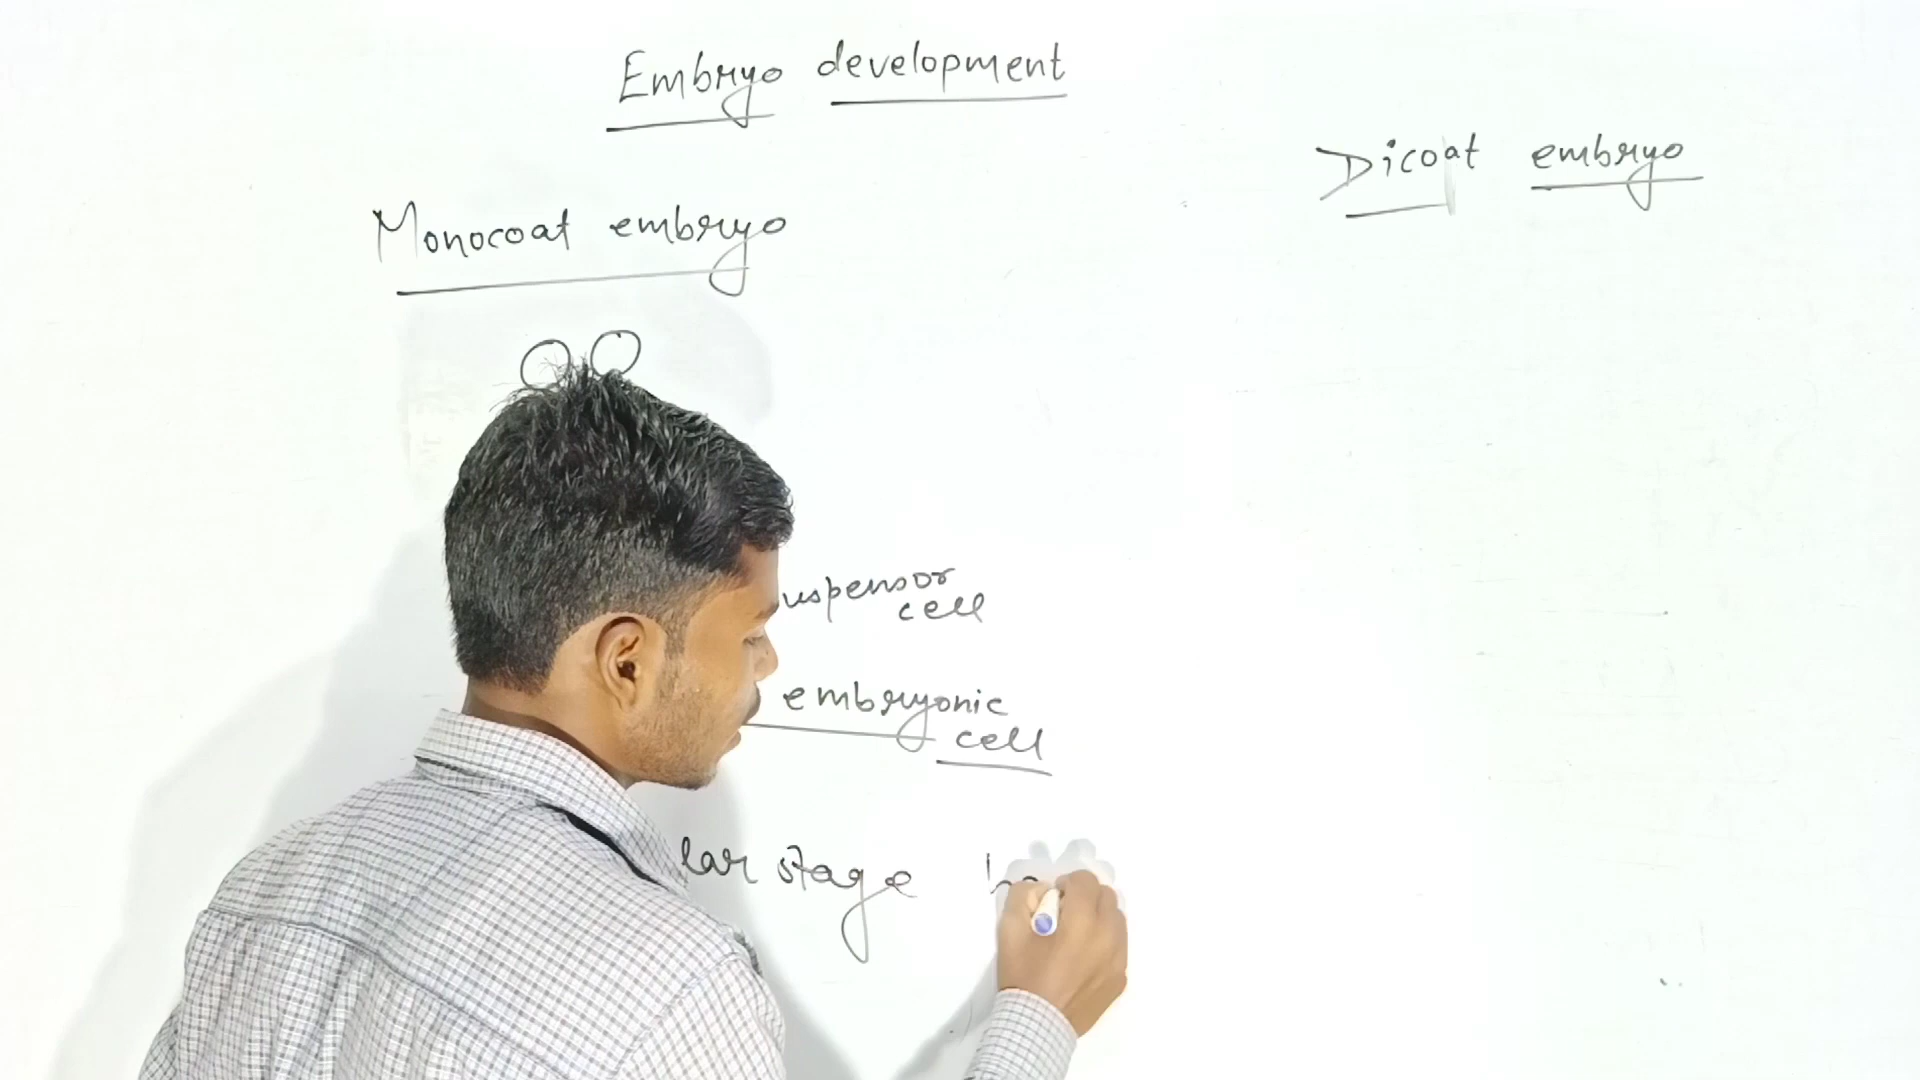 Embryo development
Dicoat embryo
Monocoat embryo
uspensor
cell
embryonic
cell
lar stage